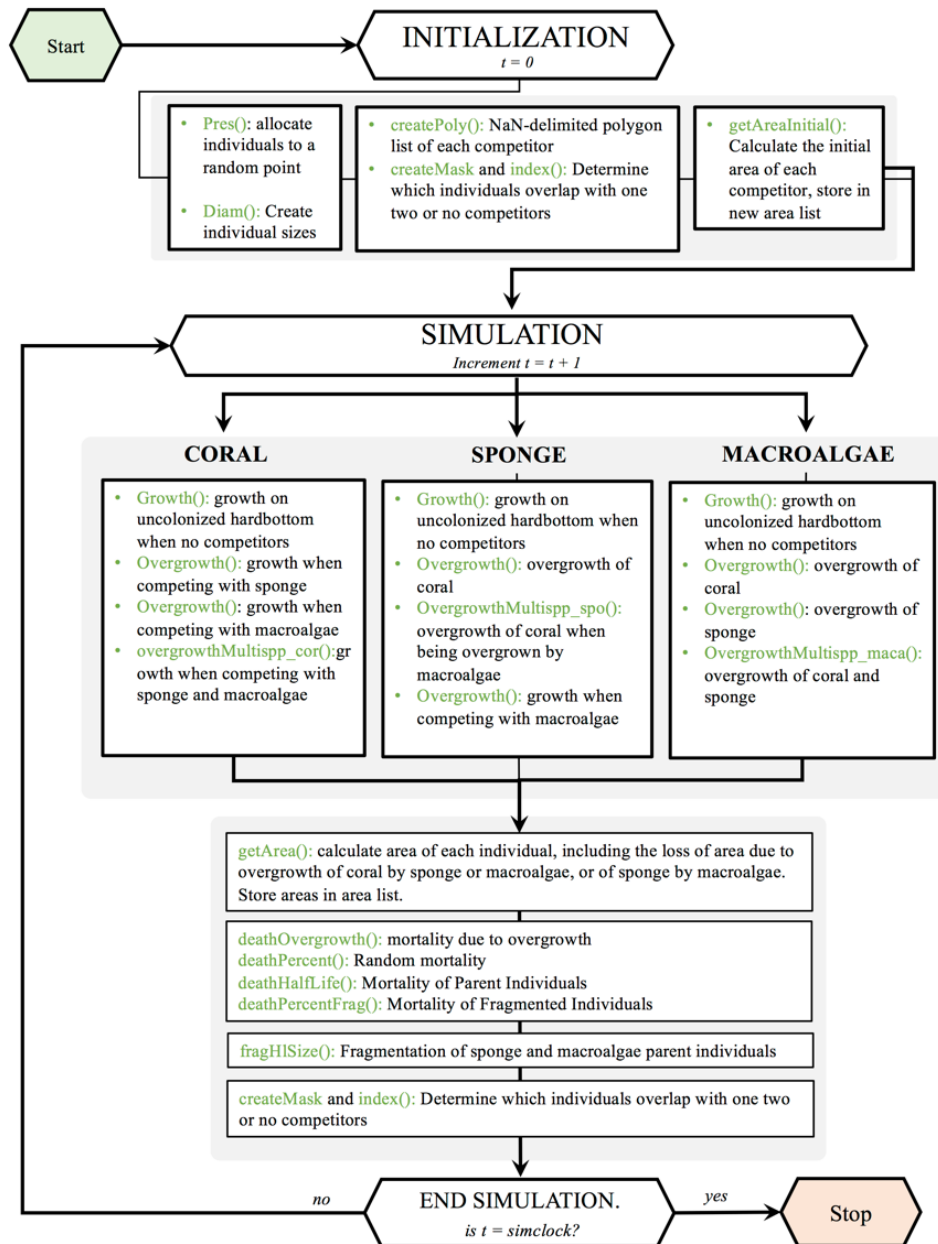 Start
INITIALIZATION
t = 0
• Pres(): allocate
individuals to a
random point
• Diam(): Create
individual sizes
• createPoly(): NaN-delimited polygon
list of each competitor
• createMask and index(): Determine
which individuals overlap with one
two or no competitors
• getAreaInitial():
Calculate the initial
area of each
competitor, store in
new area list
SIMULATION
Increment t = t + 1
CORAL
• Growth(): growth on
uncolonized hardbottom
when no competitors
• Overgrowth(): growth when
competing with sponge
• Overgrowth(): growth when
competing with macroalgae
• overgrowthMultispp_cor():gr
owth when competing with
sponge and macroalgae
SPONGE
• Growth(): growth on
uncolonized hardbottom when
no competitors
• Overgrowth(): overgrowth of
coral
• OvergrowthMultispp_spo():
overgrowth of coral when
being overgrown by
macroalgae
• Overgrowth(): growth when
competing with macroalgae
MACROALGAE
• Growth(): growth on
uncolonized hardbottom
when no competitors
• Overgrowth(): overgrowth of
coral
• Overgrowth(): overgrowth of
sponge
• OvergrowthMultispp_maca():
overgrowth of coral and
sponge
getArea(): calculate area of each individual, including the loss of area due to
overgrowth of coral by sponge or macroalgae, or of sponge by macroalgae.
Store areas in area list.
deathOvergrowth(): mortality due to overgrowth
deathPercent(): Random mortality
deathHalfLife(): Mortality of Parent Individuals
deathPercentFrag(): Mortality of Fragmented Individuals
fragHlSize(): Fragmentation of sponge and macroalgae parent individuals
createMask and index(): Determine which individuals overlap with one two
or no competitors
no
END SIMULATION.
is t = simclock?
yes
Stop